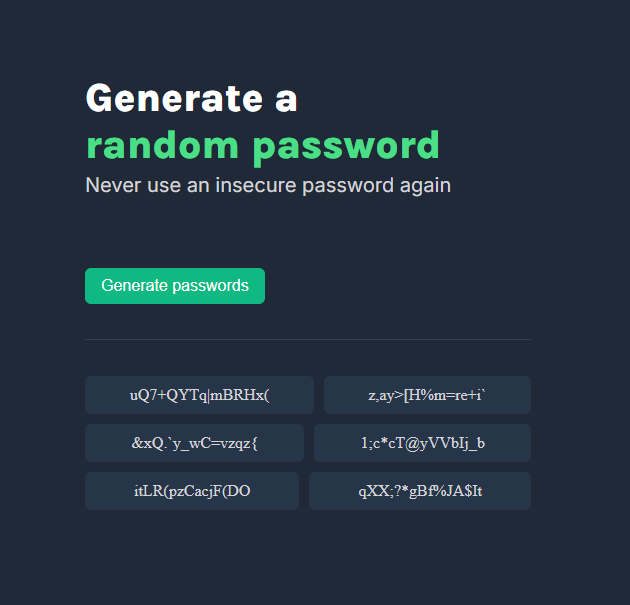 Generate a
random password
Never use an insecure password again
Generate passwords
uQ7+QYTq|mBRHx(
z,ay>[H%m=re+i`
&xQ.`y_wC=vzqz{
1;c*cT@yVVbIj_b
itLR(pzCacjF(DO
qXX;?*gBf%JA$It